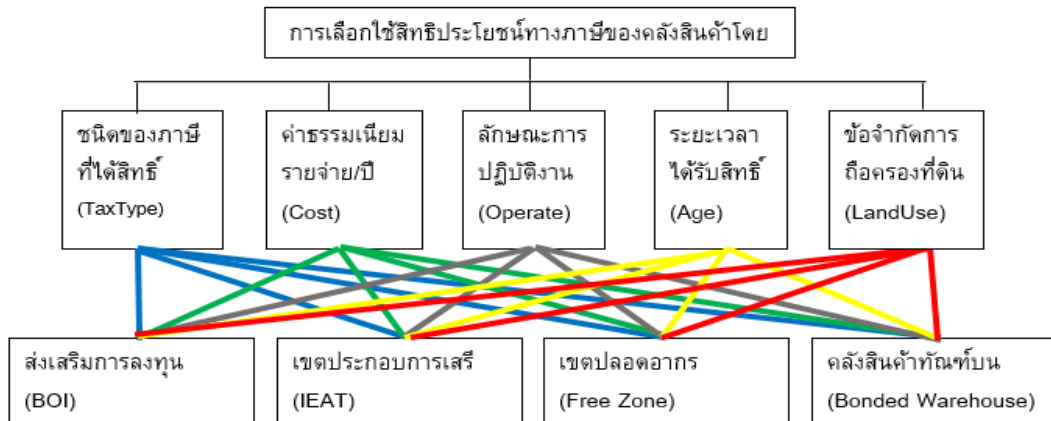 การเลือกใช้สิทธิประโยชน์ทางภาษีของคลังสินค้าโดย
ชนิดของภาษี
ที่ได้สิทธิ์
(TaxType)
ค่าธรรมเนียม
รายจ่าย/ปี
(Cost)
ลักษณะการ
ปฏิบัติงาน
(Operate)
ระยะเวลา
ได้รับสิทธิ์
(Age)
ข้อจำกัดการ
ถือครองที่ดิน
(LandUse)
ส่งเสริมการลงทุน
(BOI)
เขตประกอบการเสรี
(IEAT)
เขตปลอดอากร
(Free Zone)
คลังสินค้าทัณฑ์บน
(Bonded Warehouse)